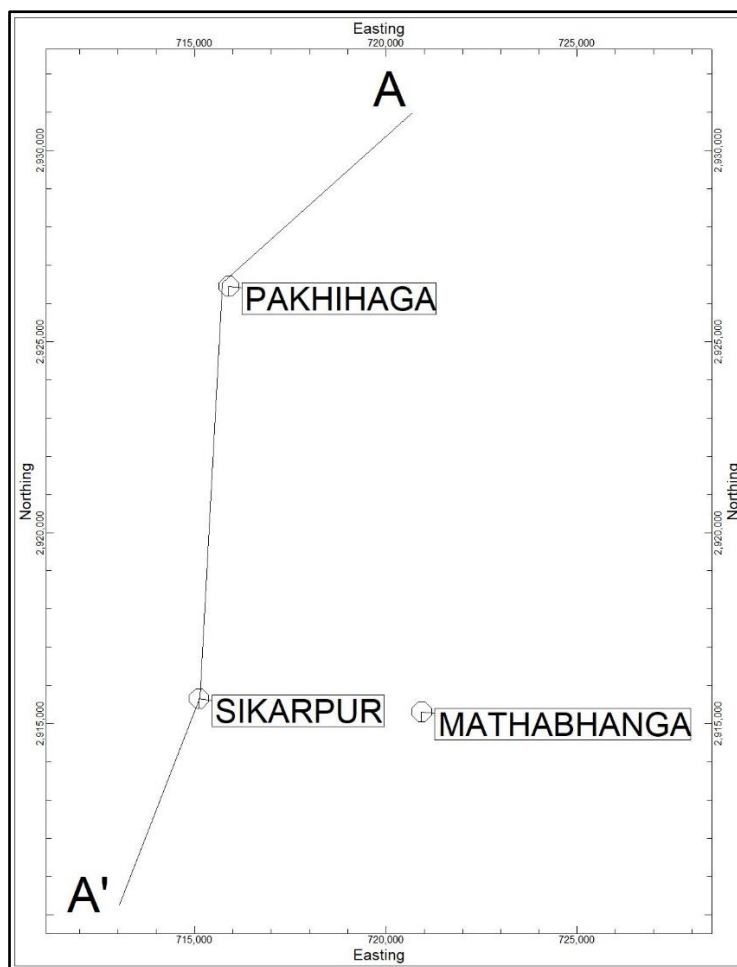 Easting
715,000 720,000 725,000
A
2,930,000 2,930,000
PAKHIHAGA
2,925,000 2,925,000
Northing Northing
2,920,000 2,920,000
SIKARPUR
MATHABHANGA
2,915,000 2,915,000
A'
715,000 720,000 725,000
Easting